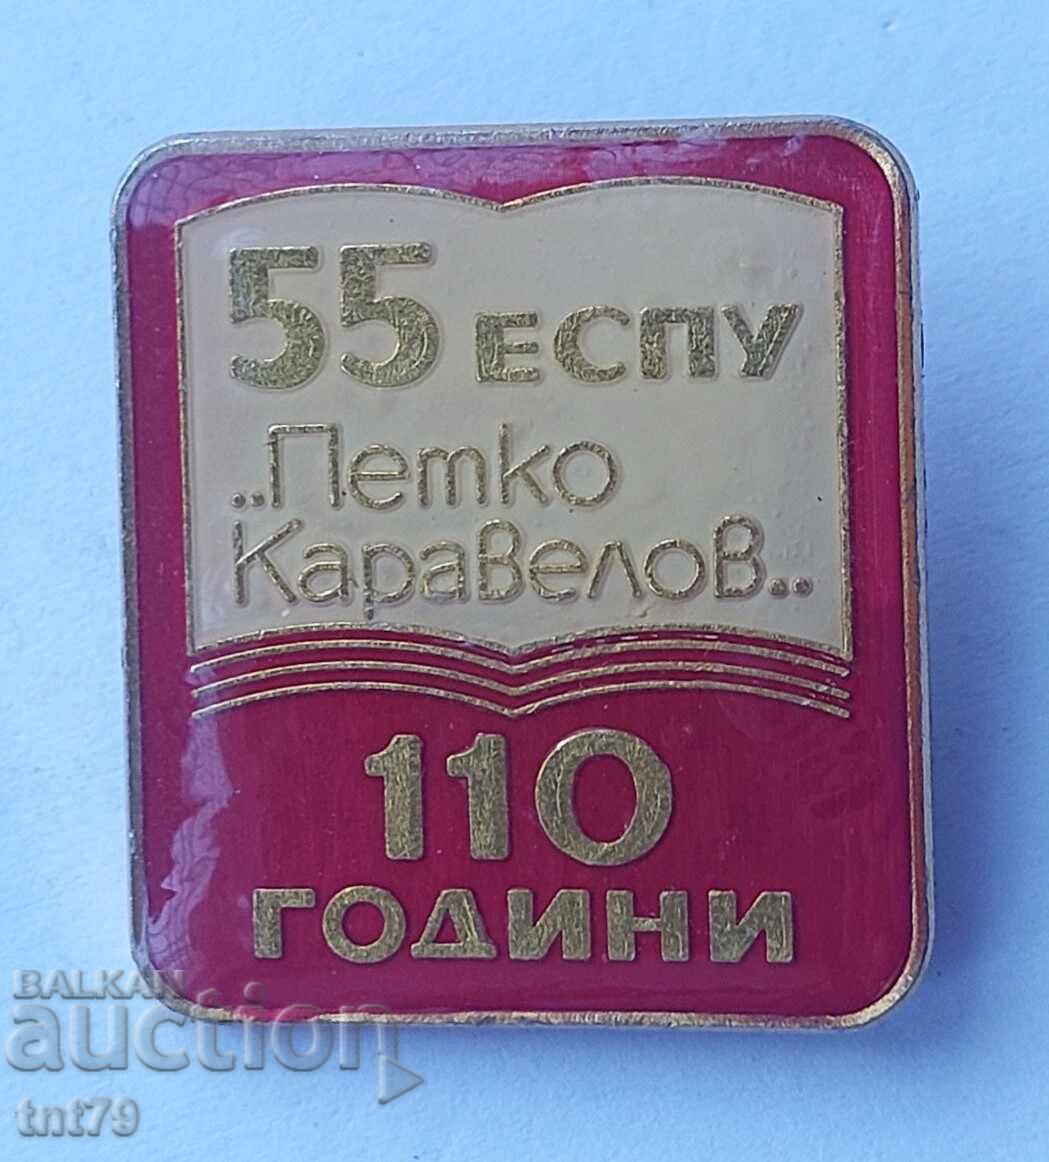 55 ЕСПУ
„Петко
Каравелов"
110
ГОДИНИ
BALKAN
auction
tnt79